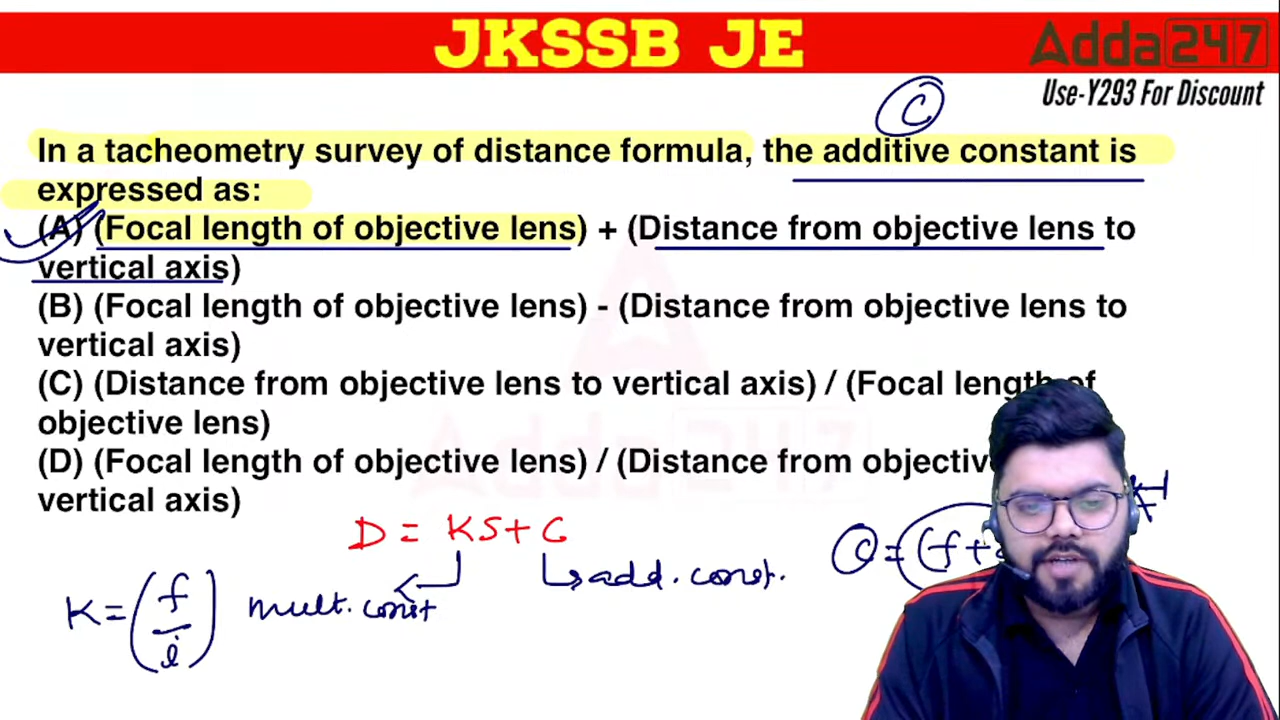 JKSSB JE
Adda247
Use-Y293 For Discount
C
In a tacheometry survey of distance formula, the additive constant is
expressed as:
(A) (Focal length of objective lens) + (Distance from objective lens to
vertical axis)
(B) (Focal length of objective lens) - (Distance from objective lens to
vertical axis)
(C) (Distance from objective lens to vertical axis) / (Focal length of
objective lens)
(D) (Focal length of objective lens) / (Distance from
vertical axis)
D = KS + C
C = (f +
add. const.
K = (f/i) mult. const
Adda247